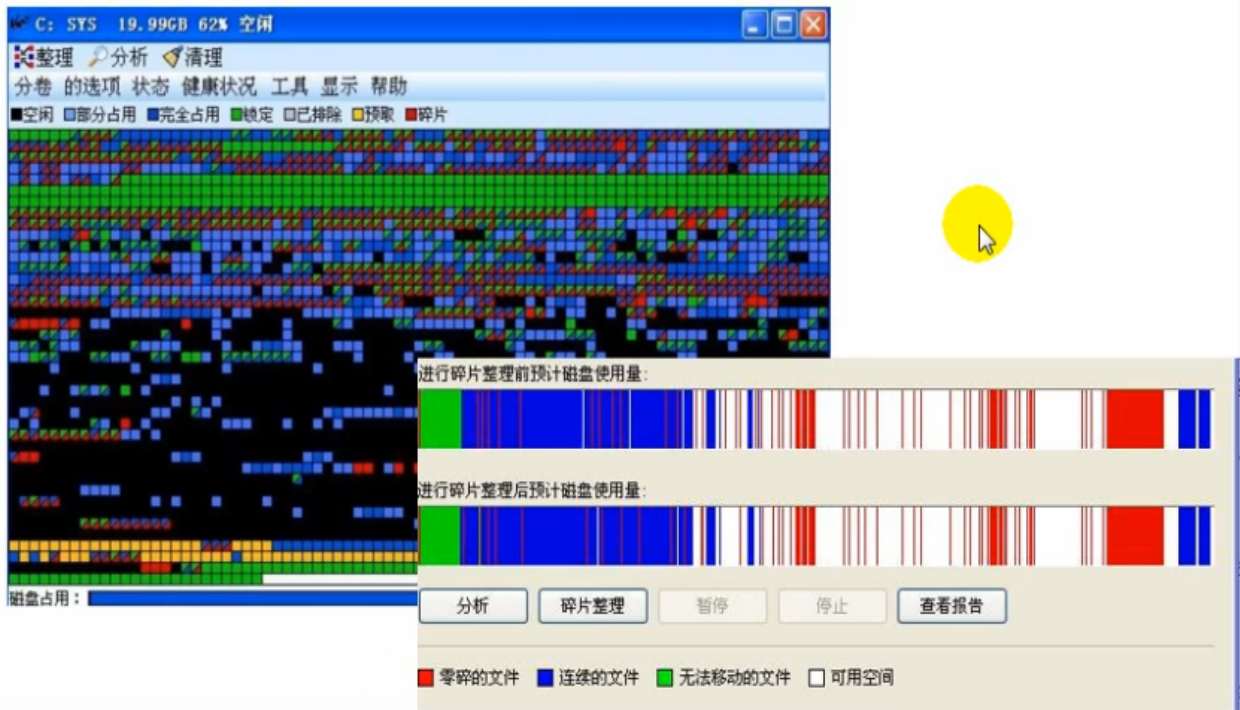 C: SYS 19.99GB 62% 空闲
整理 分析 清理
分卷 的选项 状态 健康状况 工具 显示 帮助
空闲 部分占用 完全占用 锁定 已排除 预取 碎片
磁盘占用：
进行碎片整理前预计磁盘使用量:
进行碎片整理后预计磁盘使用量:
分析 碎片整理 暂停 停止 查看报告
零碎的文件 连续的文件 无法移动的文件 可用空间